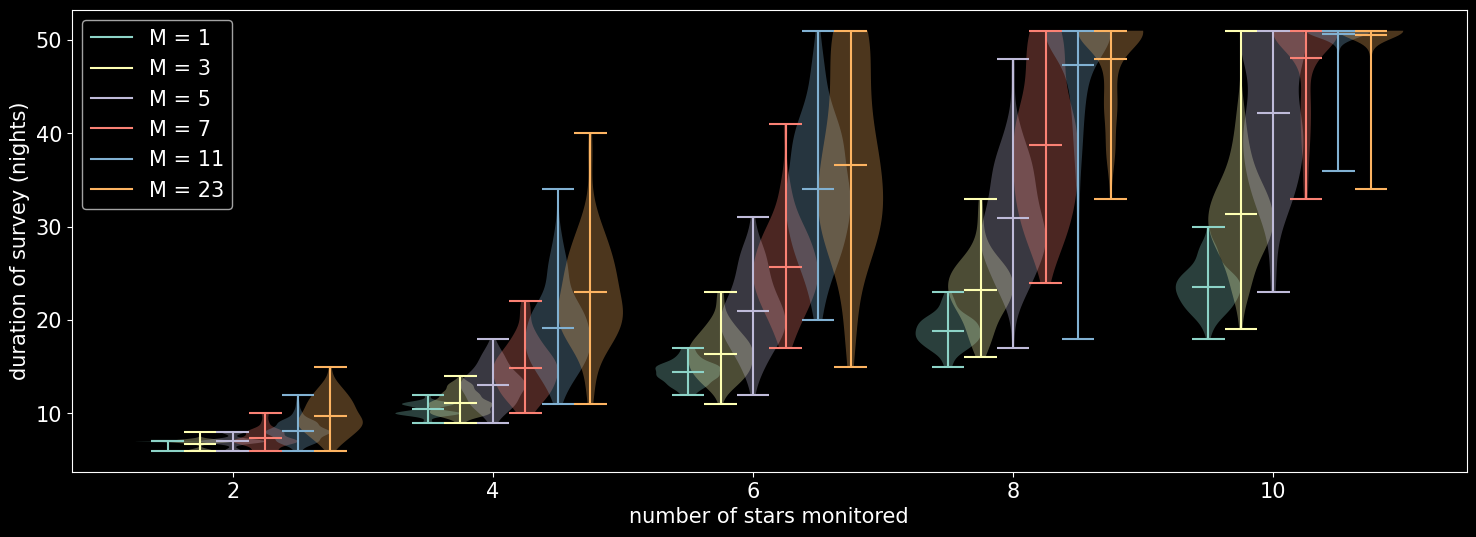 M = 1
M = 3
M = 5
M = 7
M = 11
M = 23
duration of survey (nights)
50
40
30
20
10
2 4 6 8 10
number of stars monitored